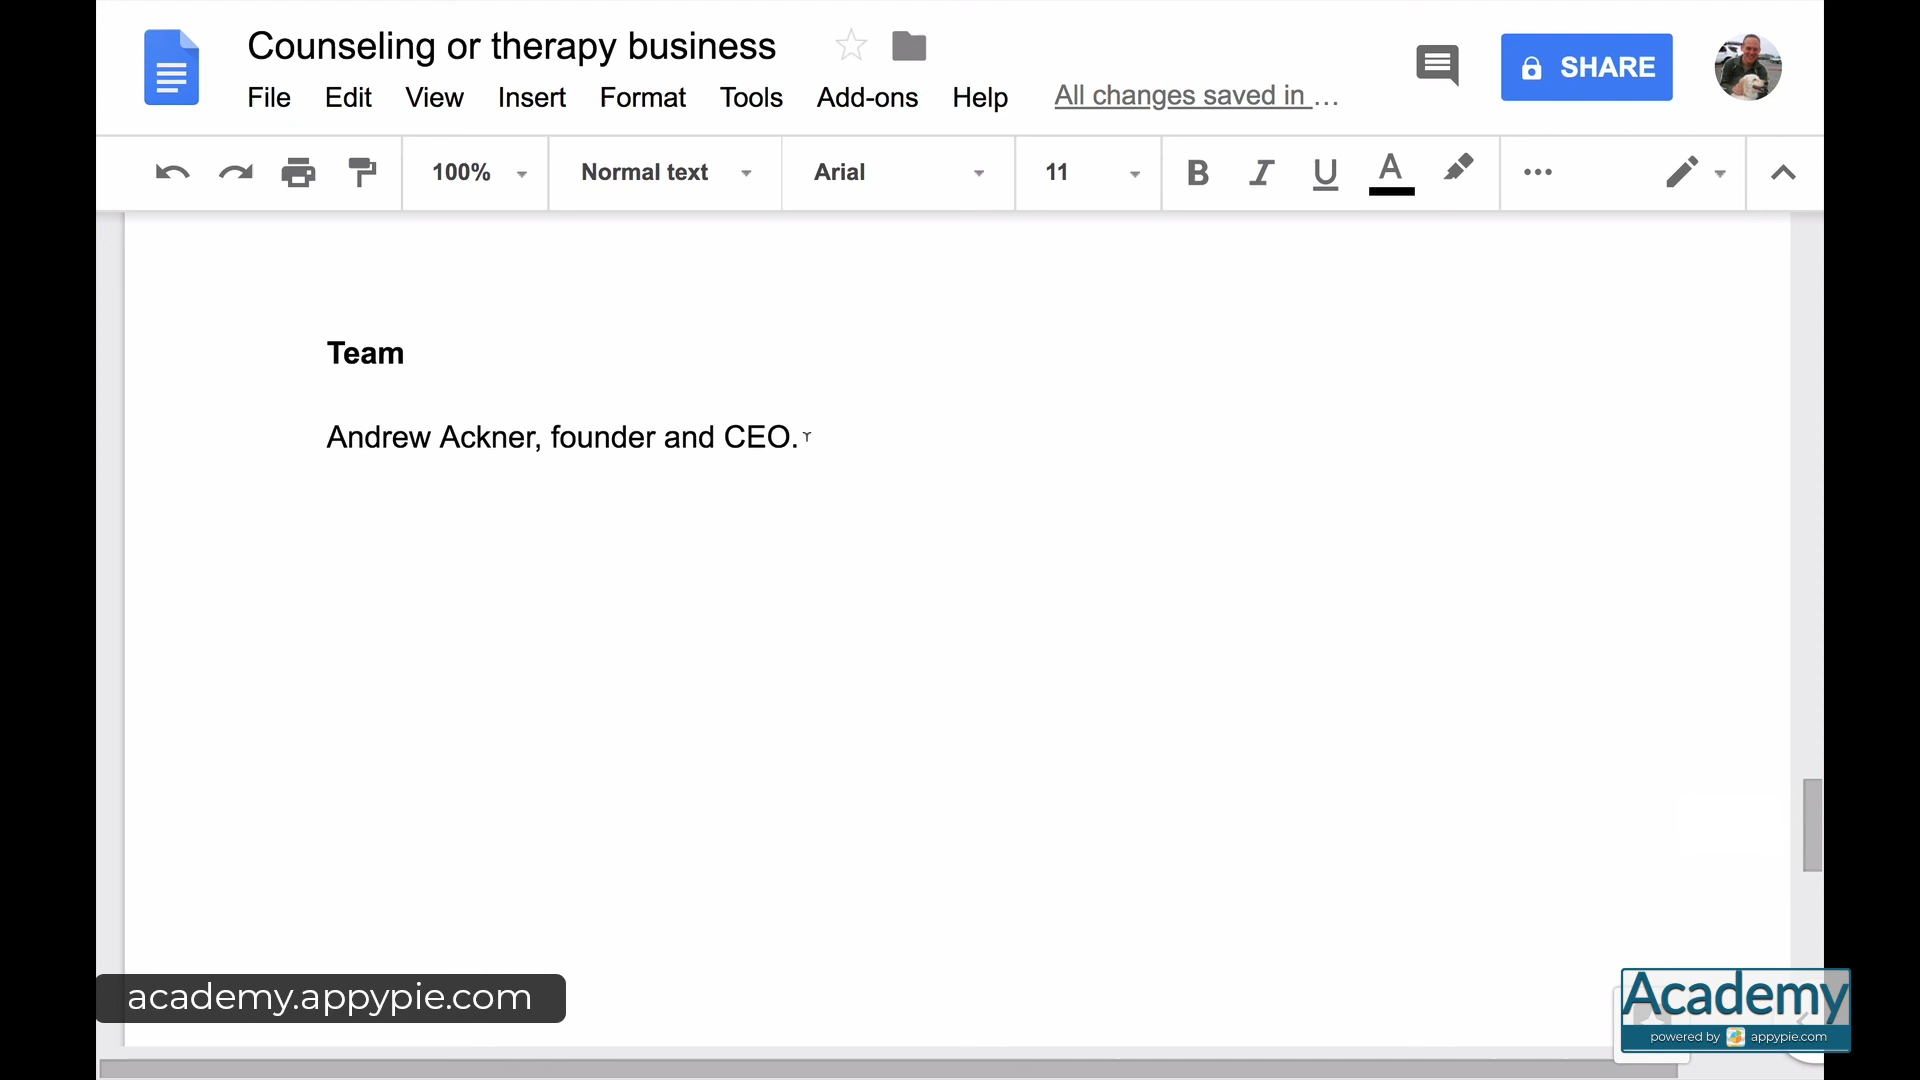 Counseling or therapy business
File Edit View Insert Format Tools Add-ons Help All changes saved in …
SHARE
100% Normal text Arial 11 B I U A
Team
Andrew Ackner, founder and CEO.
academy.appypie.com
Academy
powered by appypie.com